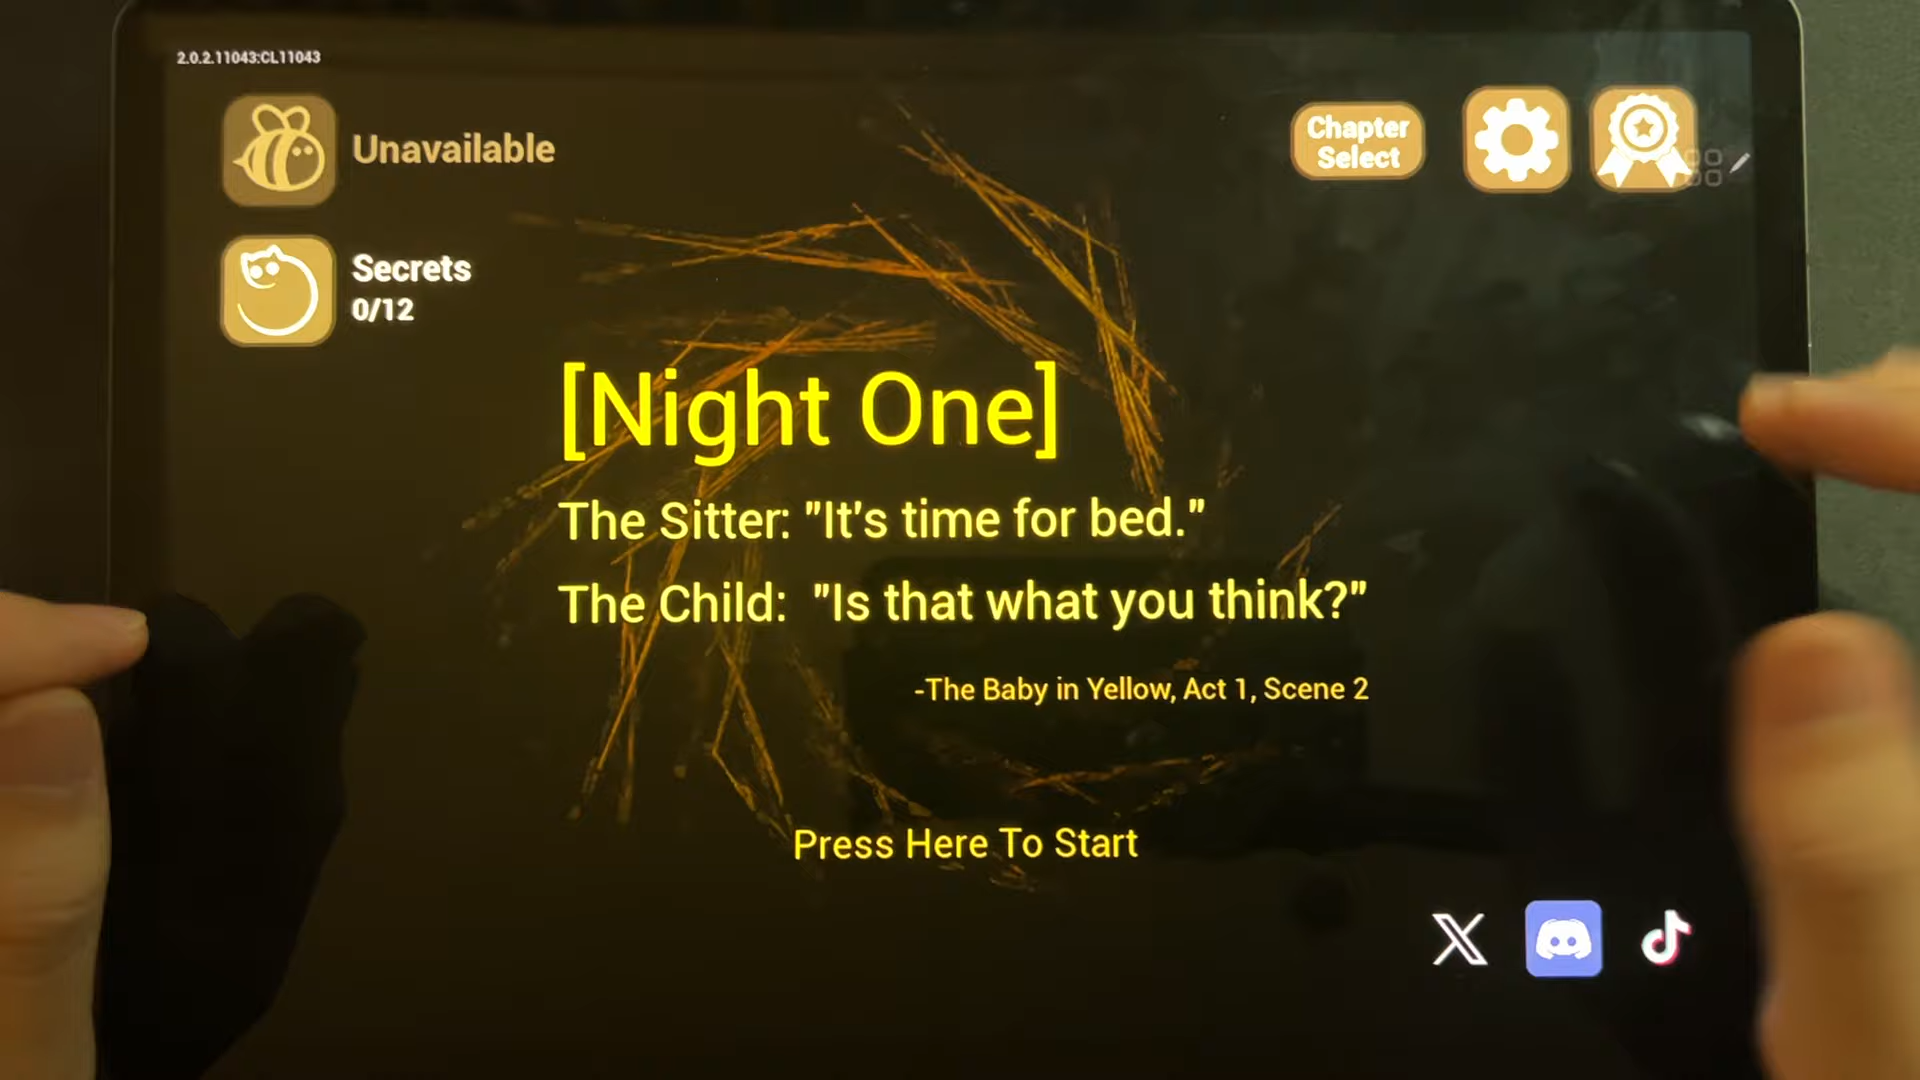 2.0.2.11043:CL11043
Unavailable
Chapter
Select
Secrets
0/12
[Night One]
The Sitter: "It's time for bed."
The Child:  "Is that what you think?"
-The Baby in Yellow, Act 1, Scene 2
Press Here To Start